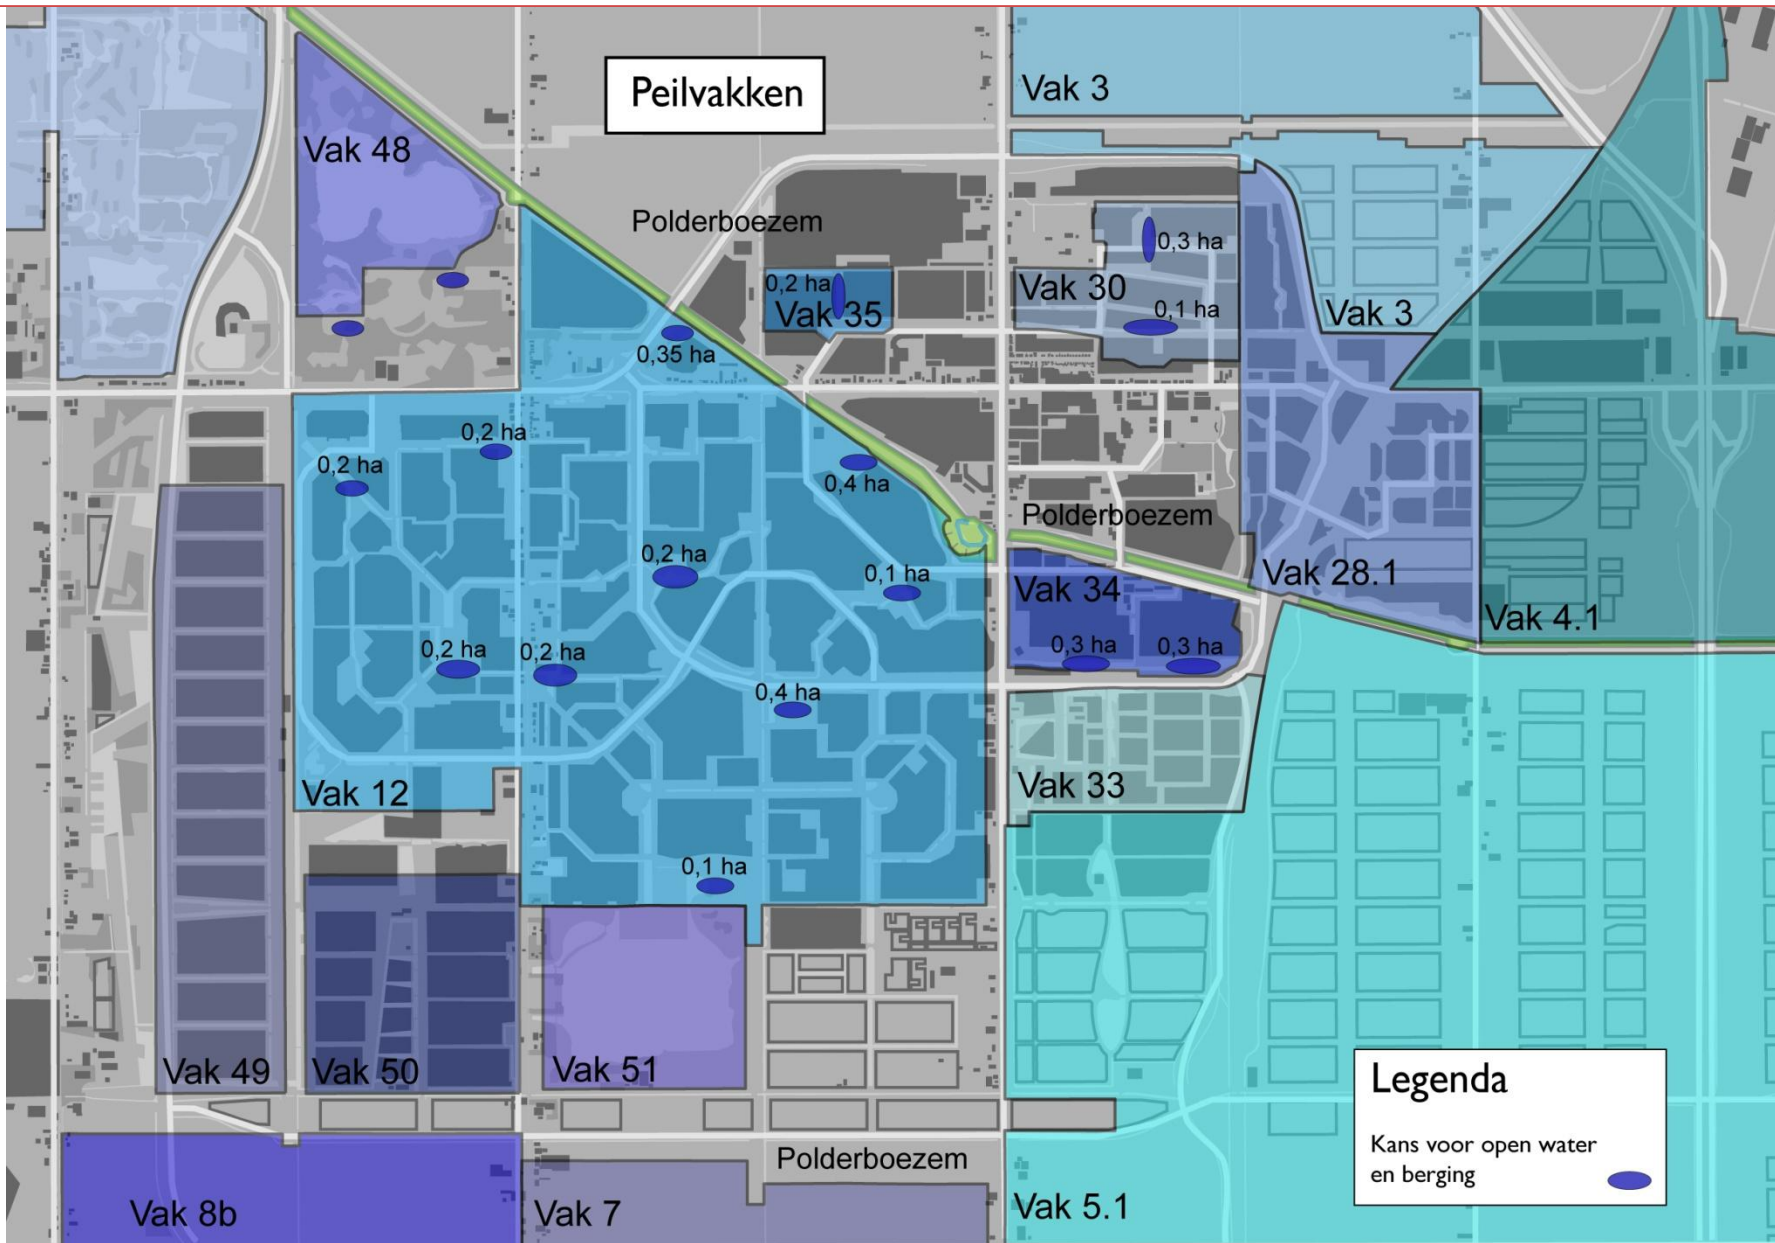 Peilvakken
Vak 3
Vak 48
Polderboezem
0,3 ha
0,2 ha
Vak 30
0,1 ha
Vak 35
Vak 3
0,35 ha
0,2 ha
0,2 ha
0,4 ha
Polderboezem
0,2 ha
0,1 ha
Vak 34
Vak 28.1
Vak 4.1
0,2 ha
0,2 ha
0,3 ha
0,3 ha
0,4 ha
Vak 12
Vak 33
0,1 ha
Vak 49
Vak 50
Vak 51
Legenda
Kans voor open water
en berging
Polderboezem
Vak 8b
Vak 7
Vak 5.1